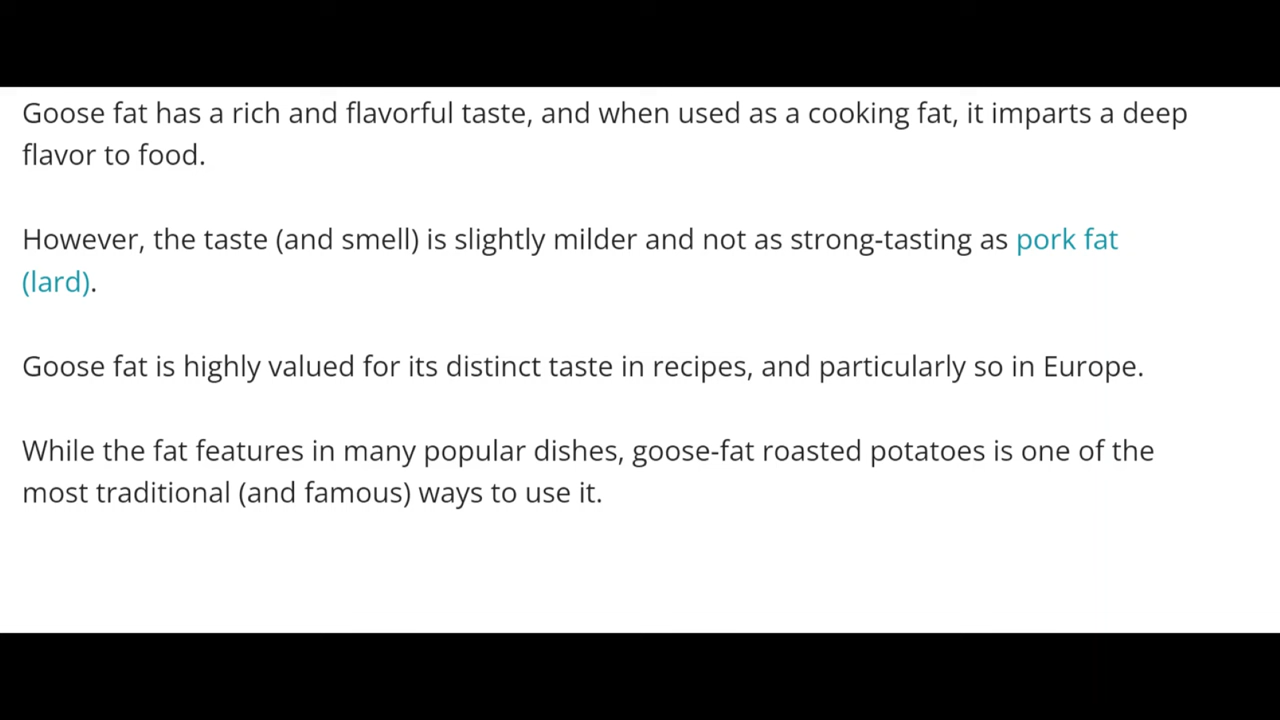 Goose fat has a rich and flavorful taste, and when used as a cooking fat, it imparts a deep
flavor to food.
However, the taste (and smell) is slightly milder and not as strong-tasting as pork fat
(lard).
Goose fat is highly valued for its distinct taste in recipes, and particularly so in Europe.
While the fat features in many popular dishes, goose-fat roasted potatoes is one of the
most traditional (and famous) ways to use it.